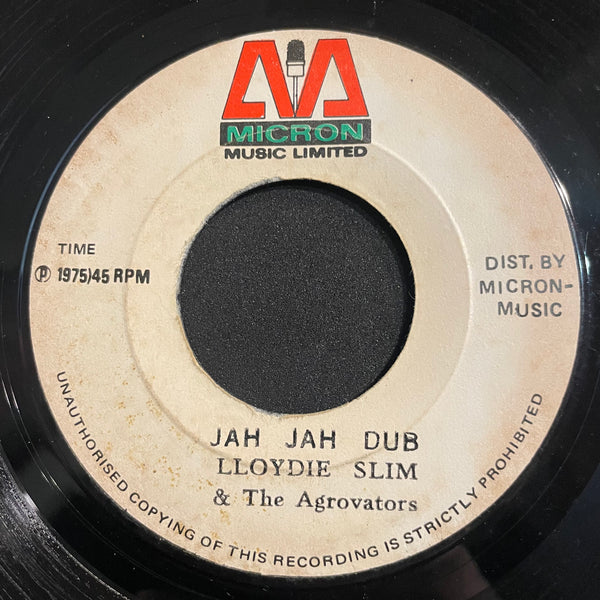 MICRON
MUSIC LIMITED
TIME
℗ 1975)45 RPM
DIST. BY
MICRON-
MUSIC
JAH JAH DUB
LLOYDIE SLIM
& The Agrovators
UNAUTHORISED COPYING OF THIS RECORDING IS STRICTLY PROHIBITED